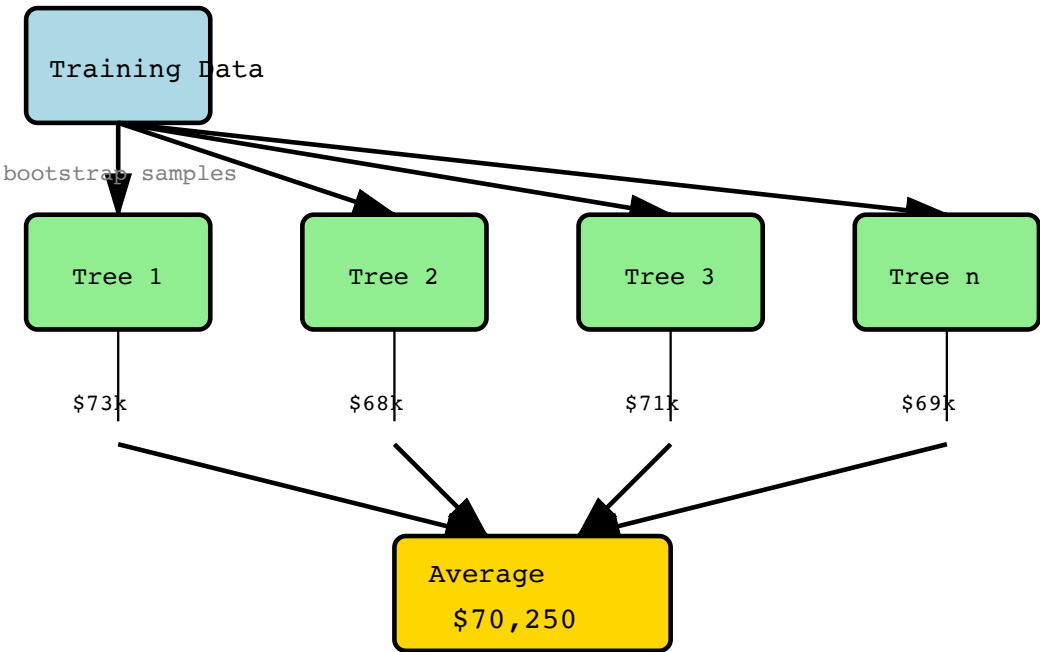 Training Data
bootstrap samples
Tree 1
Tree 2
Tree 3
Tree n
$73k
$68k
$71k
$69k
Average
$70,250